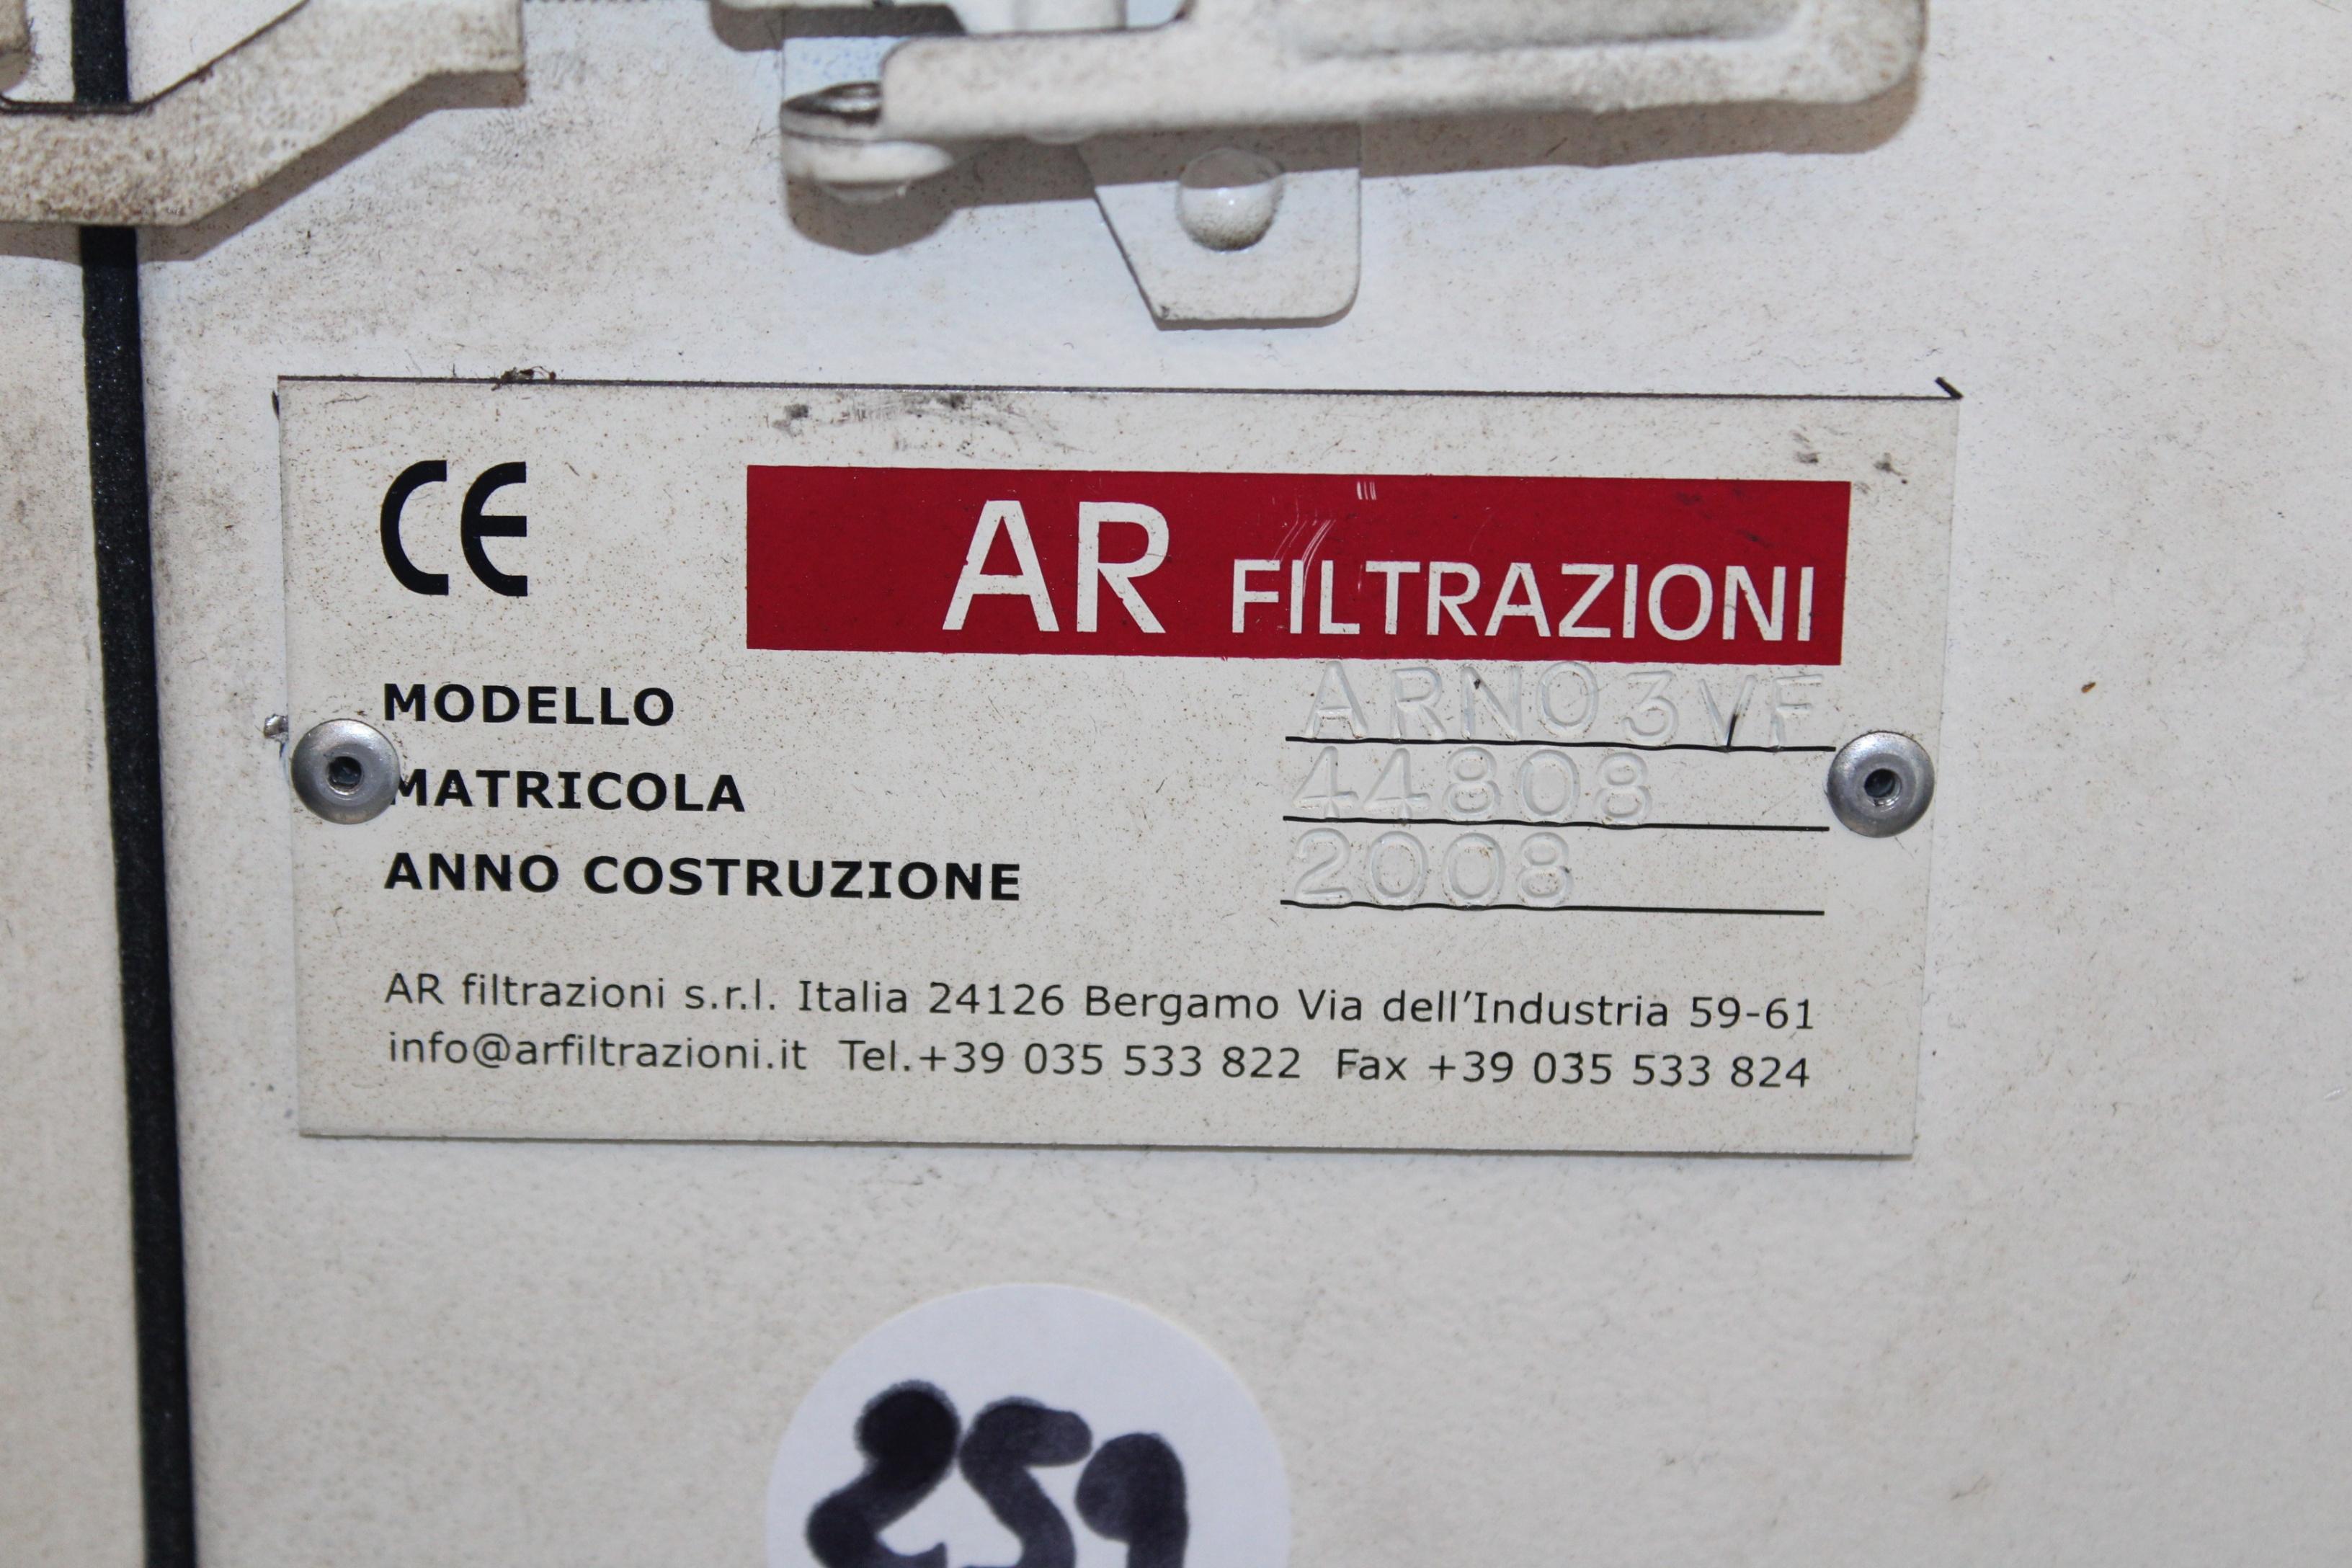 CE
AR FILTRAZIONI
MODELLO ARNO3VF
MATRICOLA 44808
ANNO COSTRUZIONE 2008
AR filtrazioni s.r.l. Italia 24126 Bergamo Via dell'Industria 59-61
info@arfiltrazioni.it Tel.+39 035 533 822 Fax +39 035 533 824
259